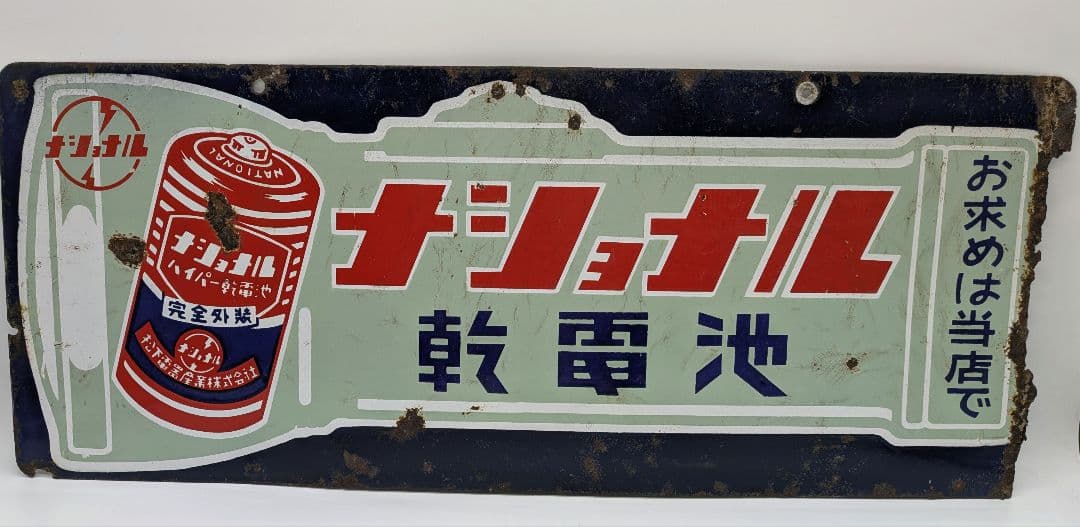 ナショナル
NATIONAL
ナショナル
ハイパー乾電池
完全外装
ナショナル
松下電器産業株式会社
ナショナル
乾電池
お求めは当店で